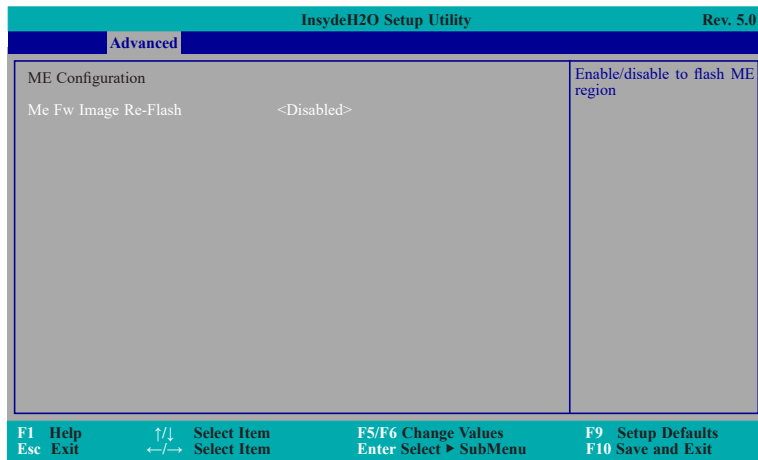 InsydeH2O Setup Utility Rev. 5.0
Advanced
ME Configuration
Me Fw Image Re-Flash <Disabled>
Enable/disable to flash ME
region
F1 Help ↑/↓ Select Item F5/F6 Change Values F9 Setup Defaults
Esc Exit ←/→ Select Item Enter Select ▶ SubMenu F10 Save and Exit